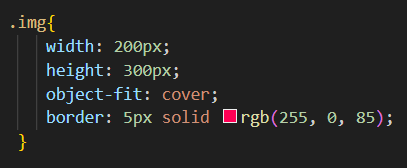 .img{
    width: 200px;
    height: 300px;
    object-fit: cover;
    border: 5px solid rgb(255, 0, 85);
}